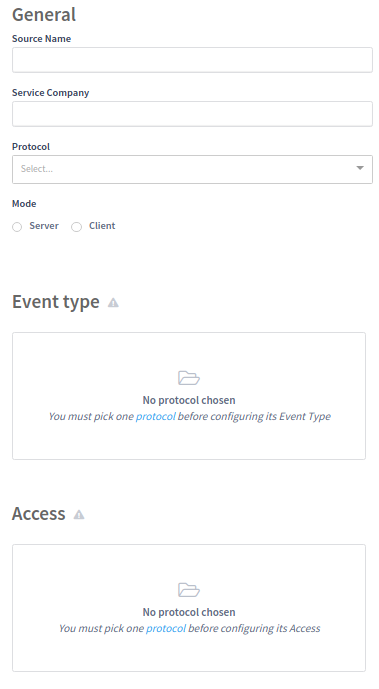 General
Source Name
Service Company
Protocol
Select...
Mode
Server Client
Event type
No protocol chosen
You must pick one protocol before configuring its Event Type
Access
No protocol chosen
You must pick one protocol before configuring its Access